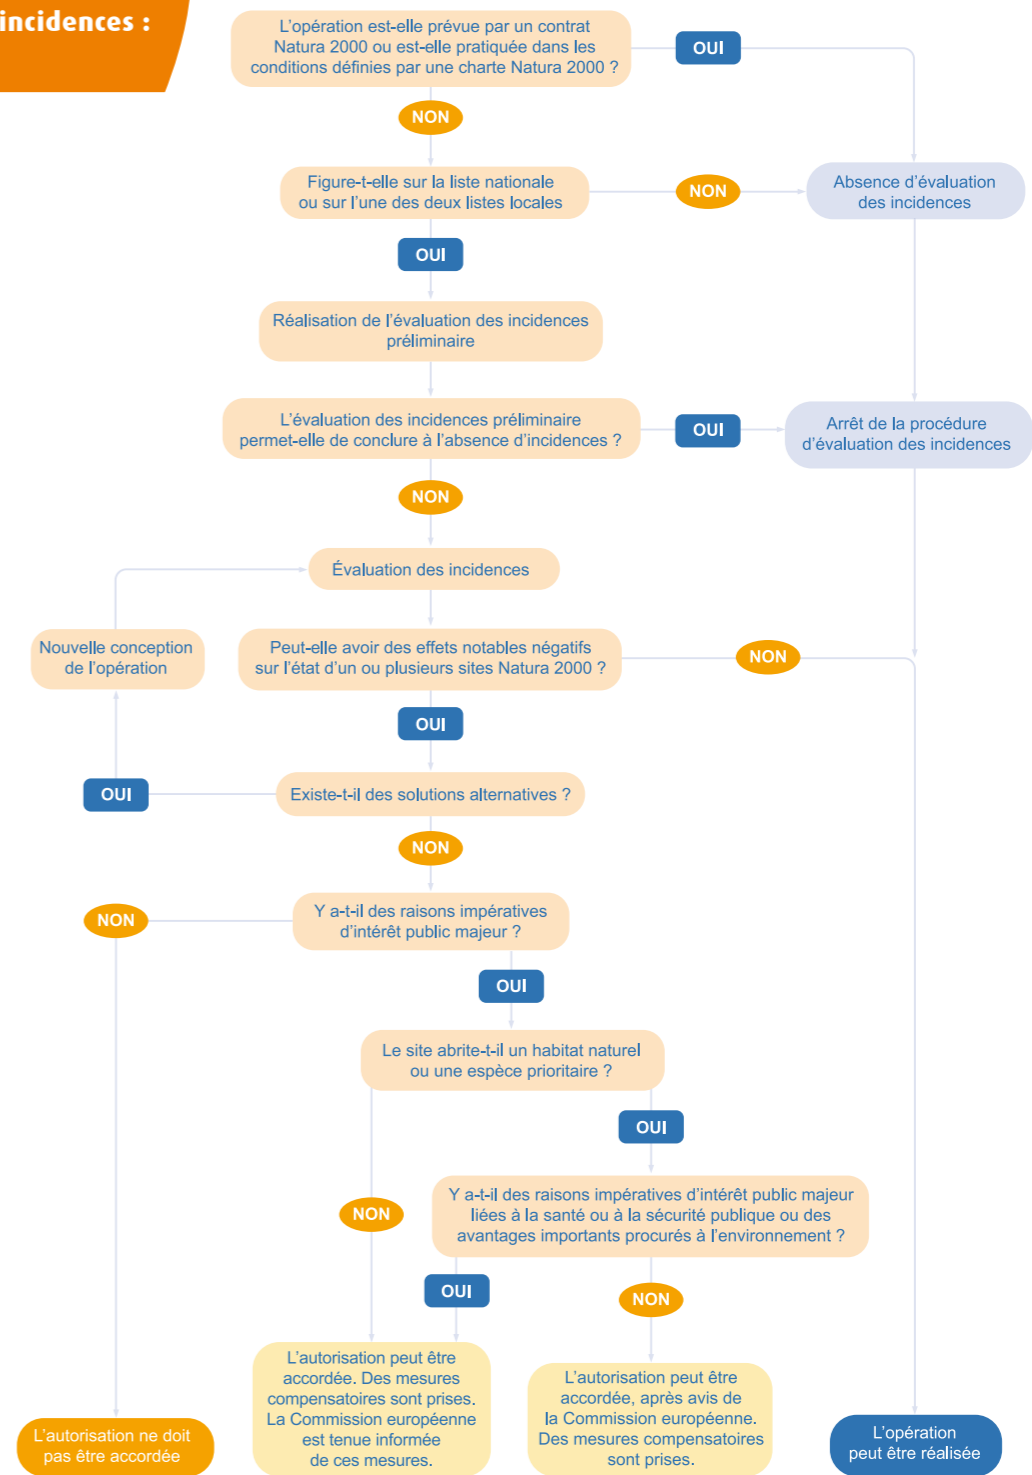 incidences :
L'opération est-elle prévue par un contrat
Natura 2000 ou est-elle pratiquée dans les
conditions définies par une charte Natura 2000 ?
OUI
NON
Figure-t-elle sur la liste nationale
ou sur l'une des deux listes locales
NON
Absence d'évaluation
des incidences
OUI
Réalisation de l'évaluation des incidences
préliminaire
L'évaluation des incidences préliminaire
permet-elle de conclure à l'absence d'incidences ?
OUI
Arrêt de la procédure
d'évaluation des incidences
NON
Évaluation des incidences
Nouvelle conception
de l'opération
Peut-elle avoir des effets notables négatifs
sur l'état d'un ou plusieurs sites Natura 2000 ?
NON
OUI
OUI
Existe-t-il des solutions alternatives ?
NON
NON
Y a-t-il des raisons impératives
d'intérêt public majeur ?
OUI
Le site abrite-t-il un habitat naturel
ou une espèce prioritaire ?
OUI
NON
Y a-t-il des raisons impératives d'intérêt public majeur
liées à la santé ou à la sécurité publique ou des
avantages importants procurés à l'environnement ?
OUI
NON
L'autorisation ne doit
pas être accordée
L'autorisation peut être
accordée. Des mesures
compensatoires sont prises.
La Commission européenne
est tenue informée
de ces mesures.
L'autorisation peut être
accordée, après avis de
la Commission européenne.
Des mesures compensatoires
sont prises.
L'opération
peut être réalisée